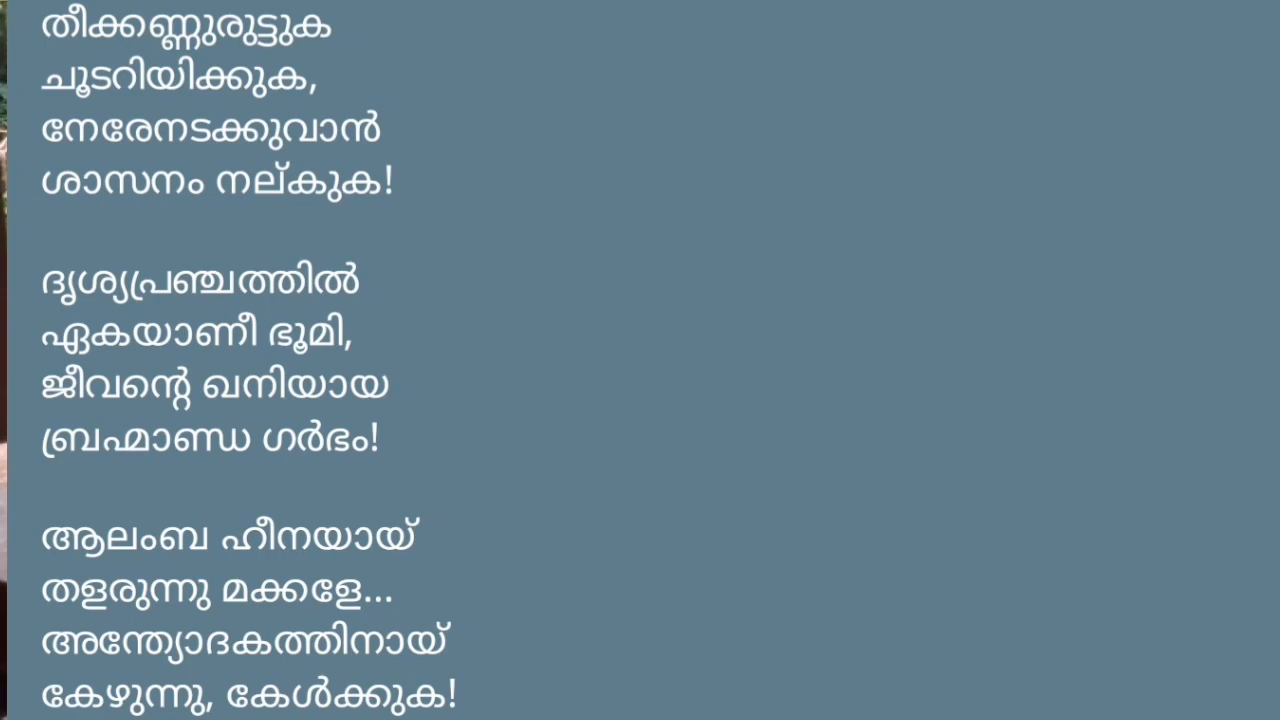 തീക്കണ്ണുരുട്ടുക
ചൂടറിയിക്കുക,
നേരേനടക്കുവാൻ
ശാസനം നല്കുക!
ദൃശ്യപ്രഞ്ചത്തിൽ
ഏകയാണീ ഭൂമി,
ജീവന്റെ ഖനിയായ
ബ്രഹ്മാണ്ഡ ഗർഭം!
ആലംബ ഹീനയായ്
തളരുന്നു മക്കളേ...
അന്ത്യോദകത്തിനായ്
കേഴുന്നു, കേൾക്കുക!